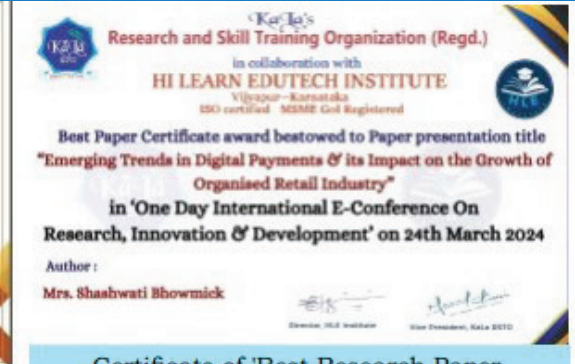 KaLa's
Research and Skill Training Organization (Regd.)
in collaboration with
HI LEARN EDUTECH INSTITUTE
Vijyapur-Karnataka
ISO certified MSME GoI Registered
KaLa
HLE
Best Paper Certificate award bestowed to Paper presentation title
"Emerging Trends in Digital Payments & its Impact on the Growth of
Organised Retail Industry"
in 'One Day International E-Conference On
Research, Innovation & Development' on 24th March 2024
Author :
Mrs. Shashwati Bhowmick
Director, HLE Institute
Vice President, KaLa RSTO
Certificate of 'Best Research Paper